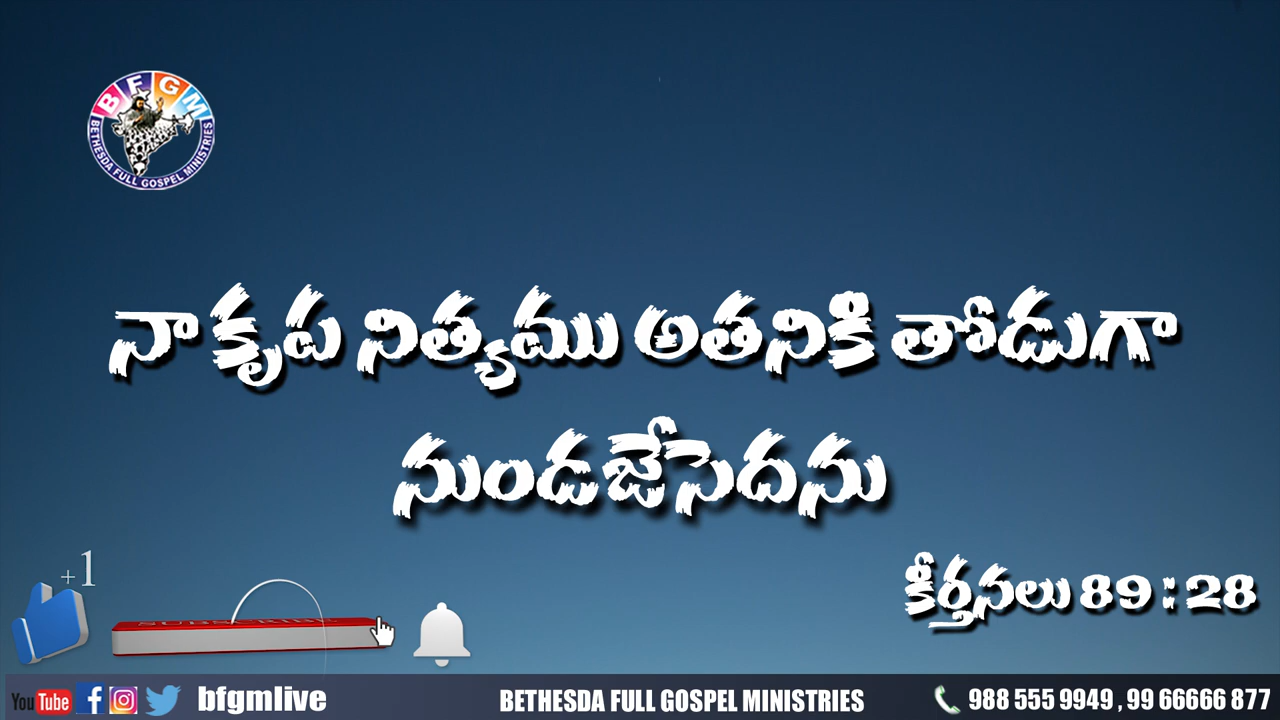 BFGM
BETHESDA FULL GOSPEL MINISTRIES
నా కృప నిత్యము అతనికి తోడుగా
నుండజేసెదను
కీర్తనలు 89 : 28
+1
YouTube bfgmlive BETHESDA FULL GOSPEL MINISTRIES 988 555 9949 , 99 66666 877